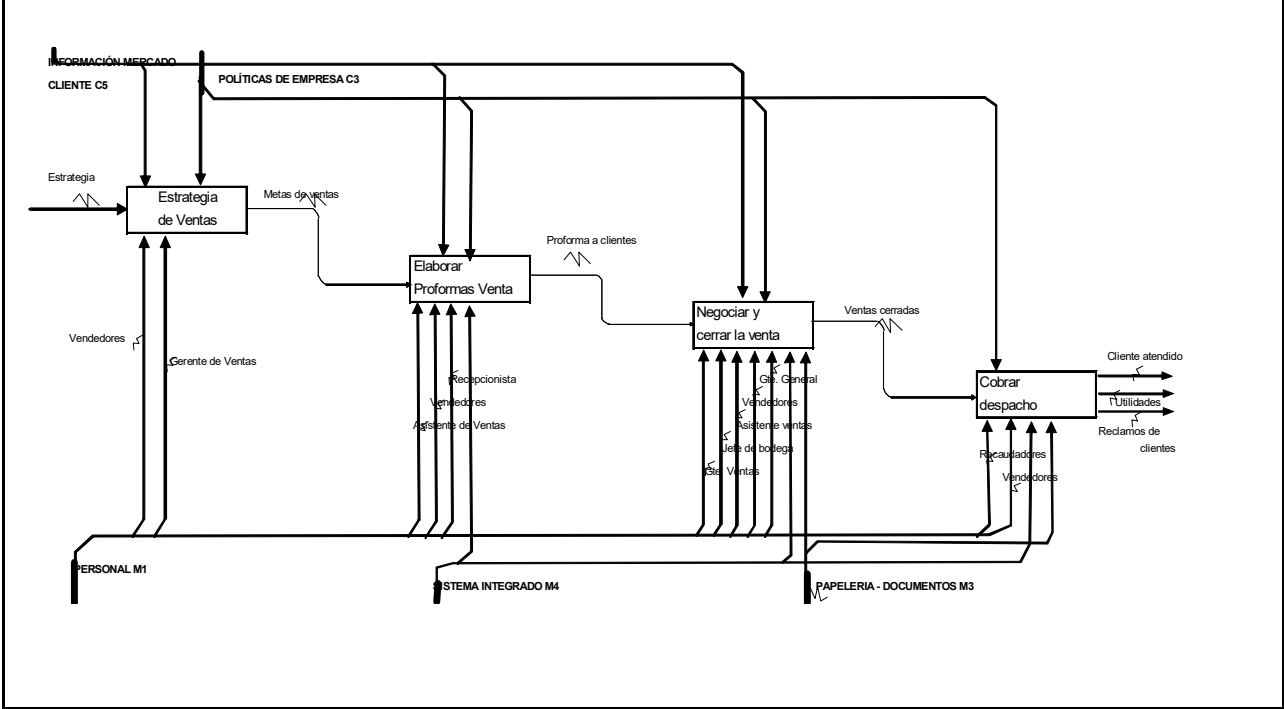 INFORMACIÓN MERCADO
CLIENTE C5
POLÍTICAS DE EMPRESA C3
Estrategia
Estrategia
de Ventas
Metas de ventas
Proforma a clientes
Elaborar
Proformas Venta
Negociar y
cerrar la venta
Ventas cerradas
Vendedores
Gerente de Ventas
Recepcionista
Vendedores
Asistente de Ventas
Gte. General
Vendedores
Asistente ventas
Jefe de bodega
Gte. Ventas
Cobrar
despacho
Cliente atendido
Utilidades
Reclamos de
clientes
Recaudadores
Vendedores
PERSONAL M1
SISTEMA INTEGRADO M4
PAPELERIA - DOCUMENTOS M3